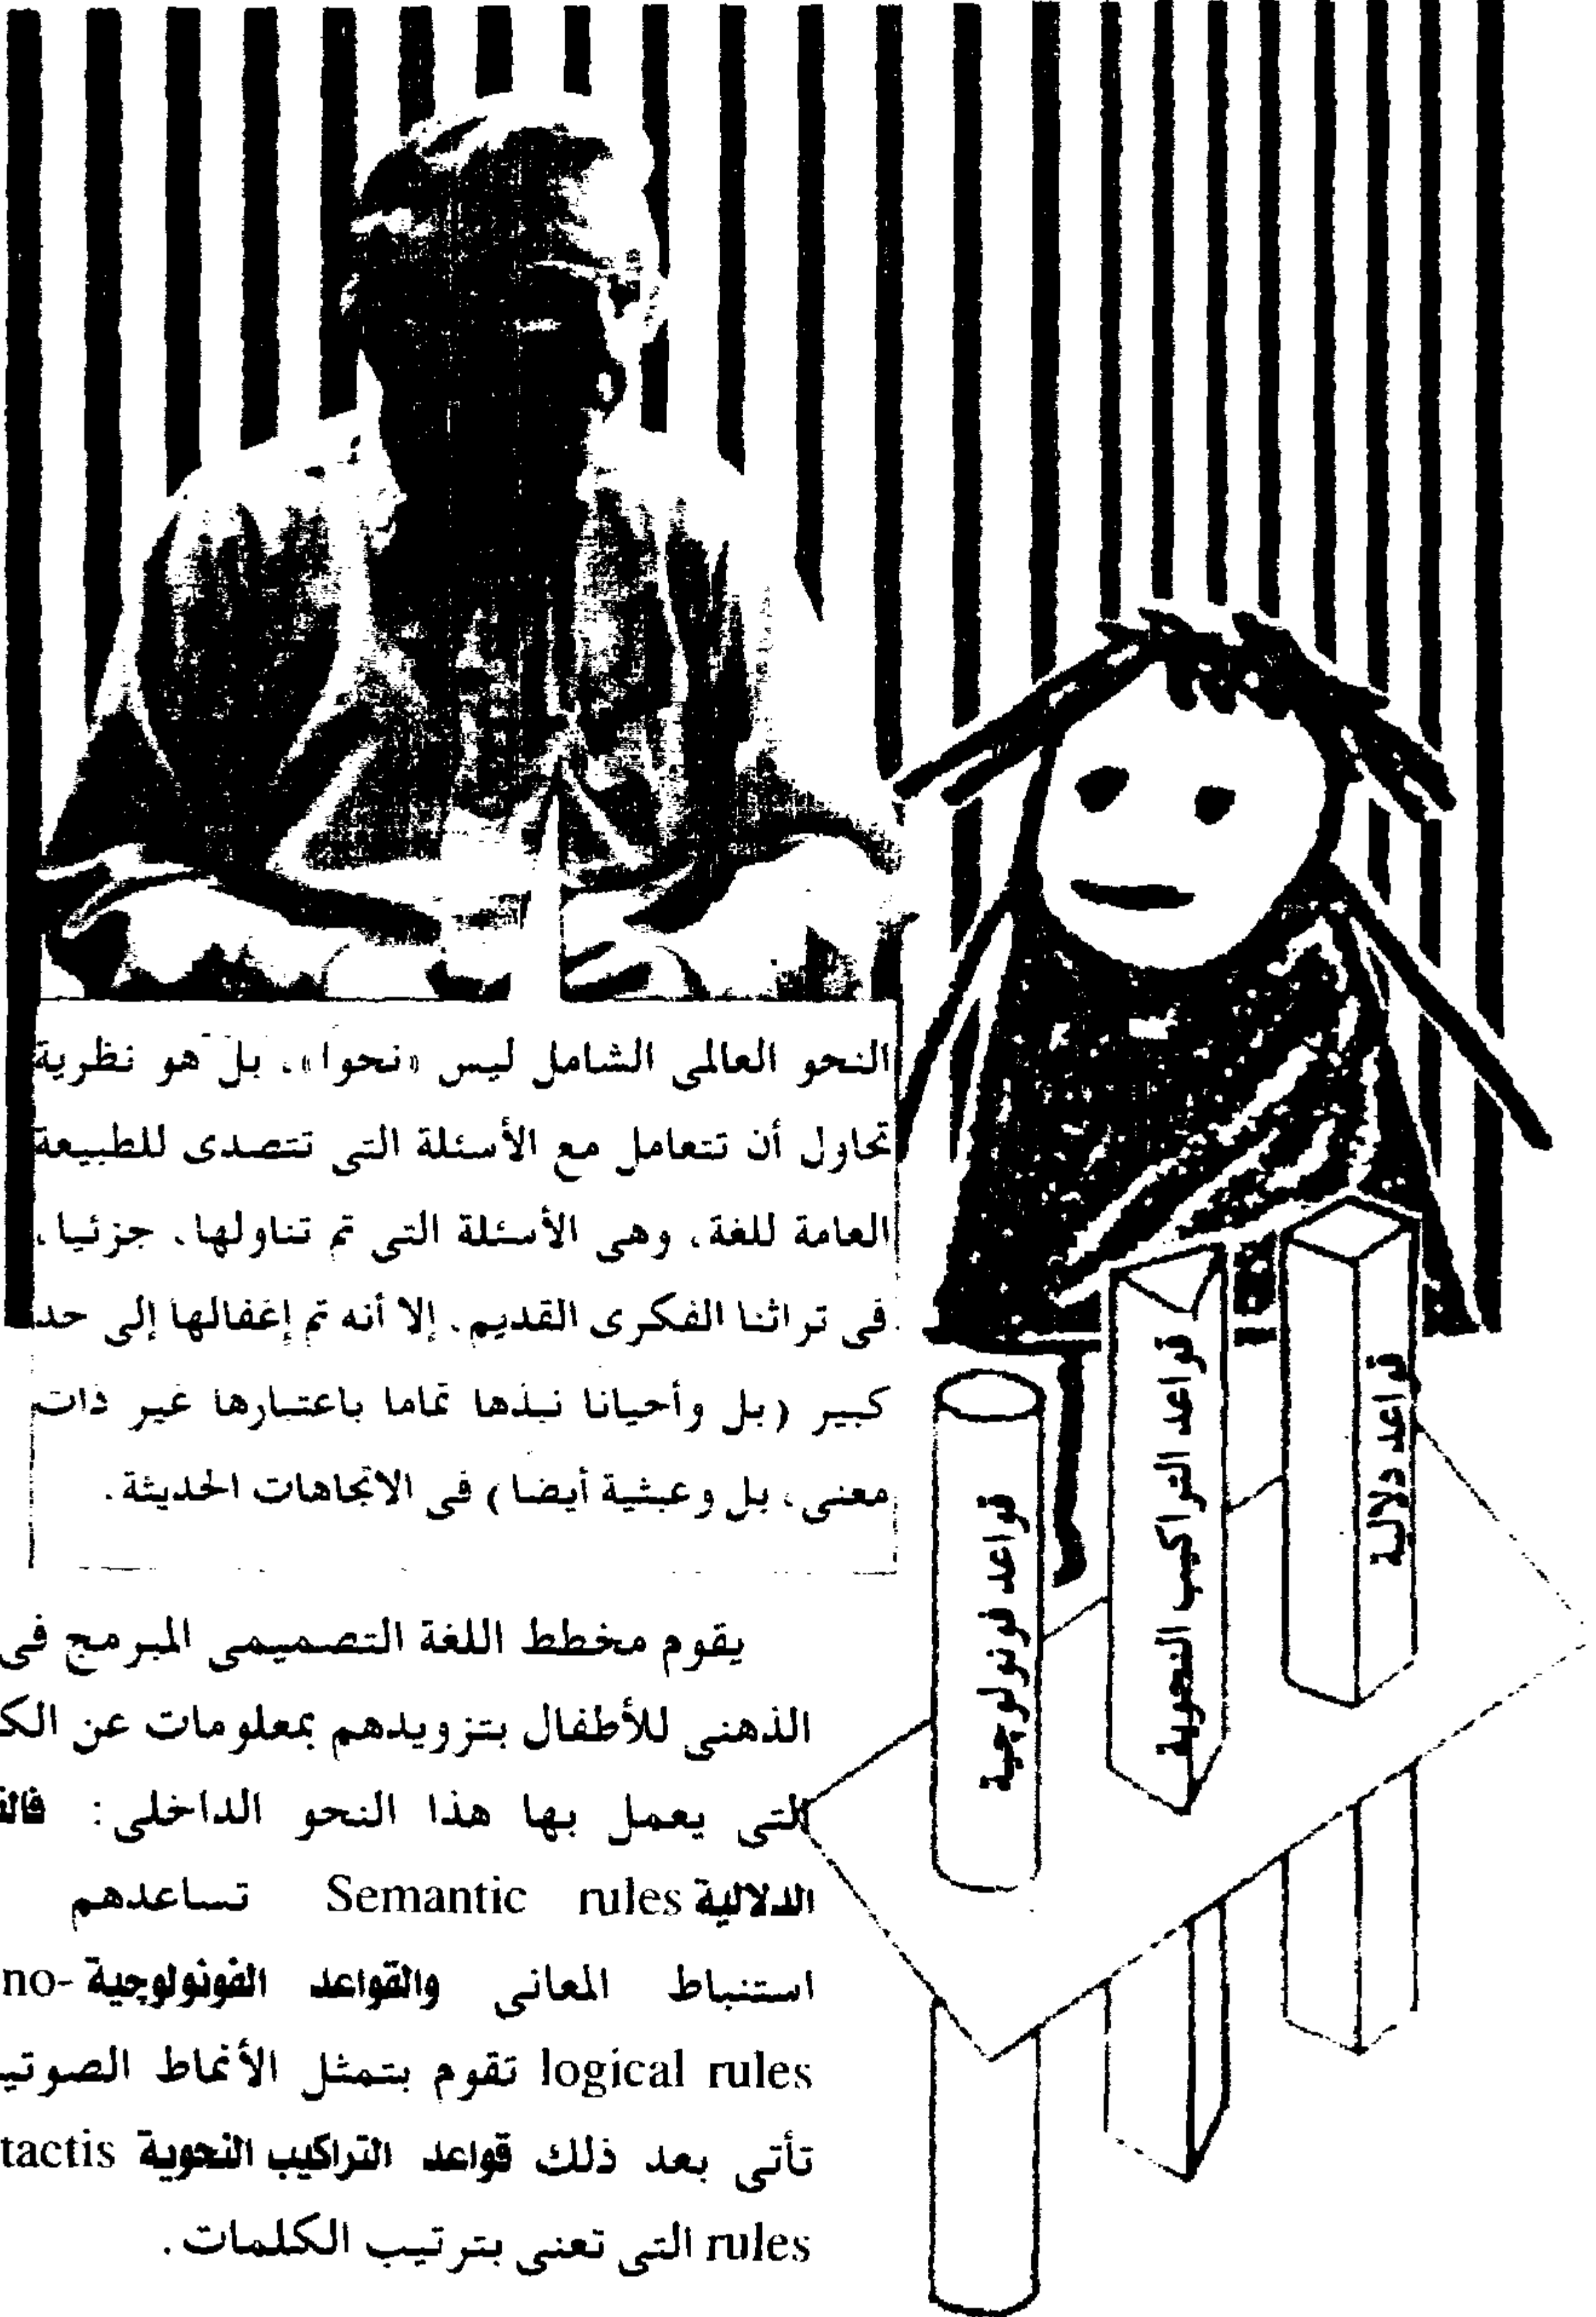 النحو العالمى الشامل ليس «نحوا»، بل هو نظرية
تحاول أن تتعامل مع الأسئلة التى تتصدى للطبيعة
العامة للغة، وهى الأسئلة التى تم تناولها، جزئيا،
فى تراثنا الفكرى القديم. إلا أنه تم إغفالها إلى حد
كبير (بل وأحيانا نبذها تماما باعتبارها غير ذات
معنى، بل وعبثية أيضا) فى الاتجاهات الحديثة.
قواعد فونولوچية
قواعد التراكيب النحوية
قواعد دلالية
يقوم مخطط اللغة التصميمى المبرمج فى
الذهنى للأطفال بتزويدهم بمعلومات عن
التى يعمل بها هذا النحو الداخلى:
الدلالية Semantic rules تساعدهم
استنباط المعانى والقواعد الفونولوچية no-
logical rules تقوم بتمثل الأنماط
تأتى بعد ذلك قواعد التراكيب النحوية tactis
rules التى تعنى بترتيب الكلمات.